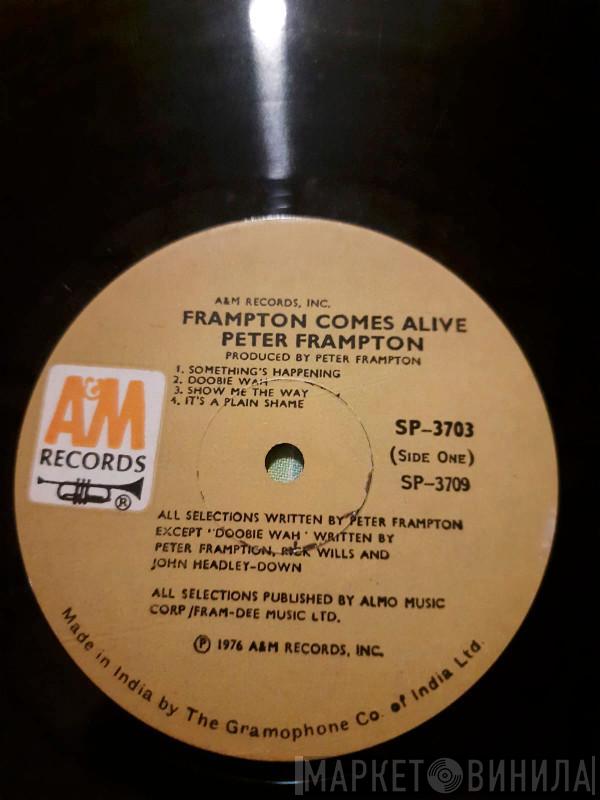 A&M RECORDS, INC.
FRAMPTON COMES ALIVE
PETER FRAMPTON
PRODUCED BY PETER FRAMPTON
1. SOMETHING'S HAPPENING
2. DOOBIE WAH
3. SHOW ME THE WAY
4. IT'S A PLAIN SHAME
A&M
RECORDS
®
SP-3703
(SIDE ONE)
SP-3709
ALL SELECTIONS WRITTEN BY PETER FRAMPTON
EXCEPT "DOOBIE WAH' WRITTEN BY
PETER FRAMPTION, RICK WILLS AND
JOHN HEADLEY-DOWN
ALL SELECTIONS PUBLISHED BY ALMO MUSIC
CORP/FRAM-DEE MUSIC LTD.
Ⓟ 1976 A&M RECORDS, INC.
Made in India by The Gramophone Co. of India Ltd.
МАРКЕТ ВИНИЛА